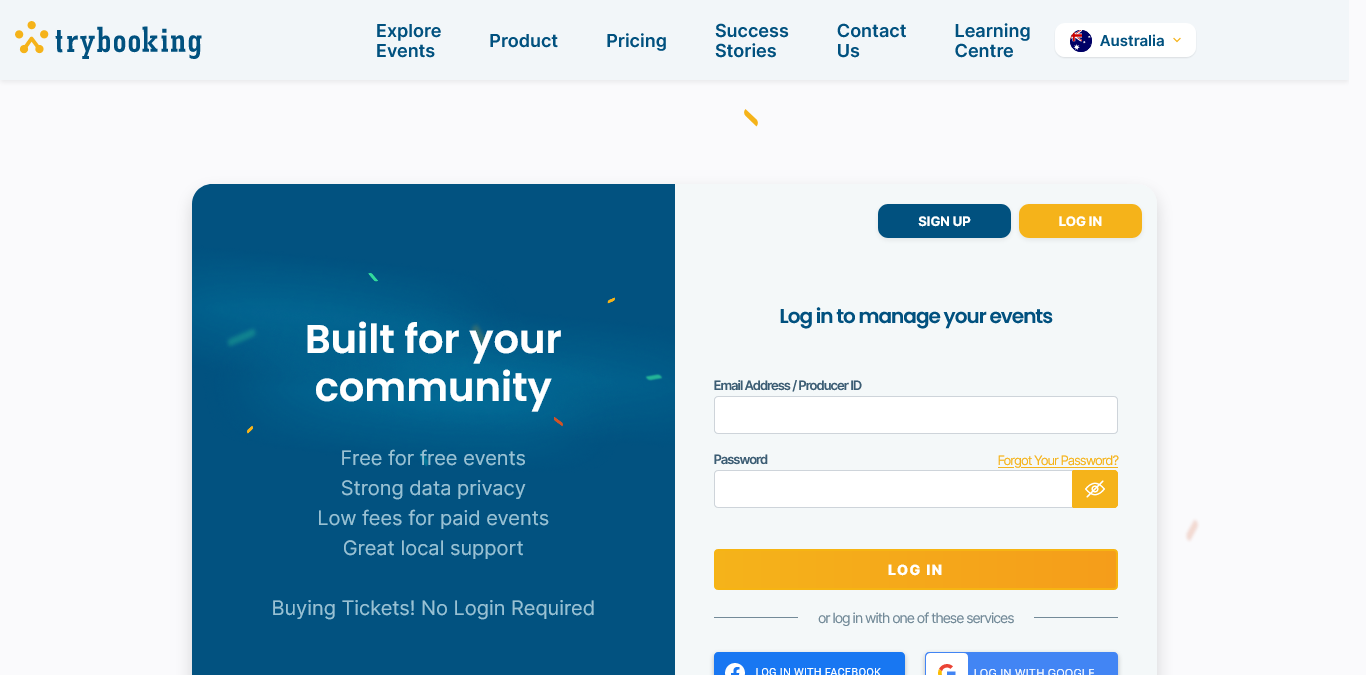 trybooking
Explore
Events
Product
Pricing
Success
Stories
Contact
Us
Learning
Centre
Australia
SIGN UP
LOG IN
Built for your
community
Free for free events
Strong data privacy
Low fees for paid events
Great local support
Buying Tickets! No Login Required
Log in to manage your events
Email Address / Producer ID
Password
Forgot Your Password?
LOG IN
or log in with one of these services
LOG IN WITH FACEBOOK
LOG IN WITH GOOGLE